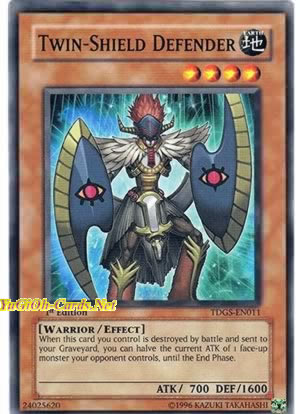 TWIN-SHIELD DEFENDER
EARTH
地
YuGiOh-Cards.Net
1st Edition
TDGS-EN011
[WARRIOR / EFFECT]
When this card you control is destroyed by battle and sent
to your Graveyard, you can halve the current ATK of 1 face-up
monster your opponent controls, until the End Phase.
ATK/ 700 DEF/1600
24025620
©1996 KAZUKI TAKAHASHI